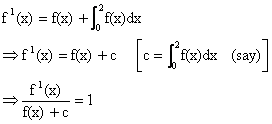 f ¹(x) = f(x) + ∫₀² f(x)dx
⇒ f ¹(x) = f(x) + c [ c = ∫₀² f(x)dx (say) ]
⇒ f ¹(x) / f(x) + c = 1